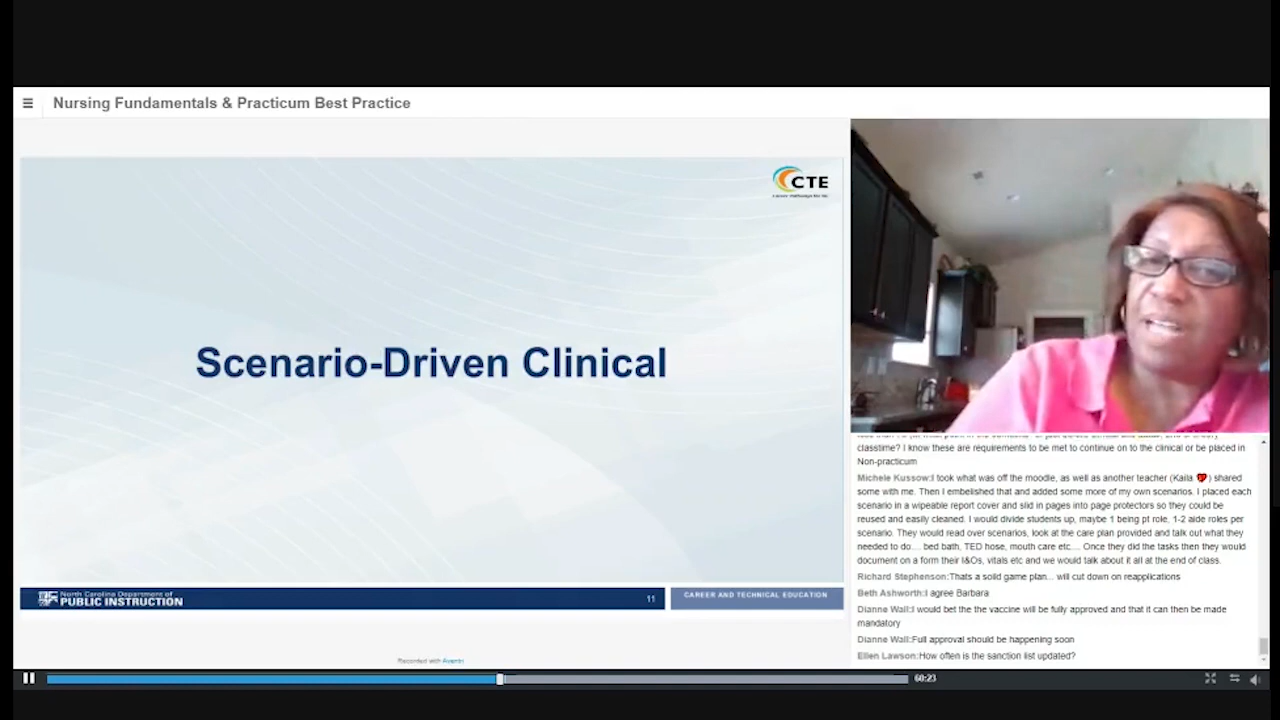 ☰ Nursing Fundamentals & Practicum Best Practice
CTE
Scenario-Driven Clinical
North Carolina Department of
PUBLIC INSTRUCTION
11
CAREER AND TECHNICAL EDUCATION
Recorded with
classtime? I know these are requirements to be met to continue on to the clinical or be placed in
Non-practicum
Michele Kussow:I took what was off the moodle, as well as another teacher (Kaila 💔) shared
some with me. Then I embelished that and added some more of my own scenarios. I placed each
scenario in a wipeable report cover and slid in pages into page protectors so they could be
reused and easily cleaned. I would divide students up, maybe 1 being pt role, 1-2 aide roles per
scenario. They would read over scenarios, look at the care plan provided and talk out what they
needed to do.... bed bath, TED hose, mouth care etc.... Once they did the tasks then they would
document on a form their I&Os, vitals etc and we would talk about it all at the end of class.
Richard Stephenson:Thats a solid game plan... will cut down on reapplications
Beth Ashworth:I agree Barbara
Dianne Wall:I would bet the the vaccine will be fully approved and that it can then be made
mandatory
Dianne Wall:Full approval should be happening soon
Ellen Lawson:How often is the sanction list updated?
60:23